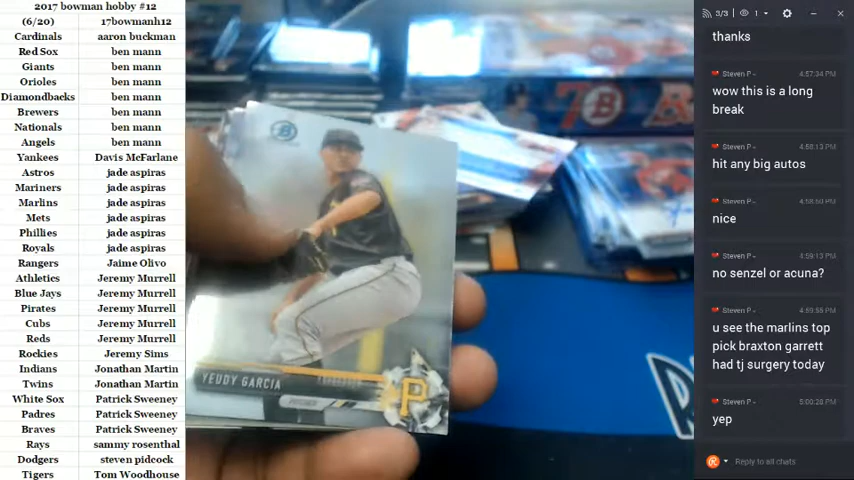 2017 bowman hobby #12
(6/20) 17bowmanh12
Cardinals aaron buckman
Red Sox ben mann
Giants ben mann
Orioles ben mann
Diamondbacks ben mann
Brewers ben mann
Nationals ben mann
Angels ben mann
Yankees Davis McFarlane
Astros jade aspiras
Mariners jade aspiras
Marlins jade aspiras
Mets jade aspiras
Phillies jade aspiras
Royals jade aspiras
Rangers Jaime Olivo
Athletics Jeremy Murrell
Blue Jays Jeremy Murrell
Pirates Jeremy Murrell
Cubs Jeremy Murrell
Reds Jeremy Murrell
Rockies Jeremy Sims
Indians Jonathan Martin
Twins Jonathan Martin
White Sox Patrick Sweeney
Padres Patrick Sweeney
Braves Patrick Sweeney
Rays sammy rosenthal
Dodgers steven pidcock
Tigers Tom Woodhouse
B
7 B
YEUDY GARCIA
PITCHER
P
3/3 1
thanks
Steven P 4:57:34 PM
wow this is a long
break
Steven P 4:58:13 PM
hit any big autos
Steven P 4:58:50 PM
nice
Steven P 4:59:13 PM
no senzel or acuna?
Steven P 4:59:55 PM
u see the marlins top
pick braxton garrett
had tj surgery today
Steven P 5:00:28 PM
yep
Reply to all chats